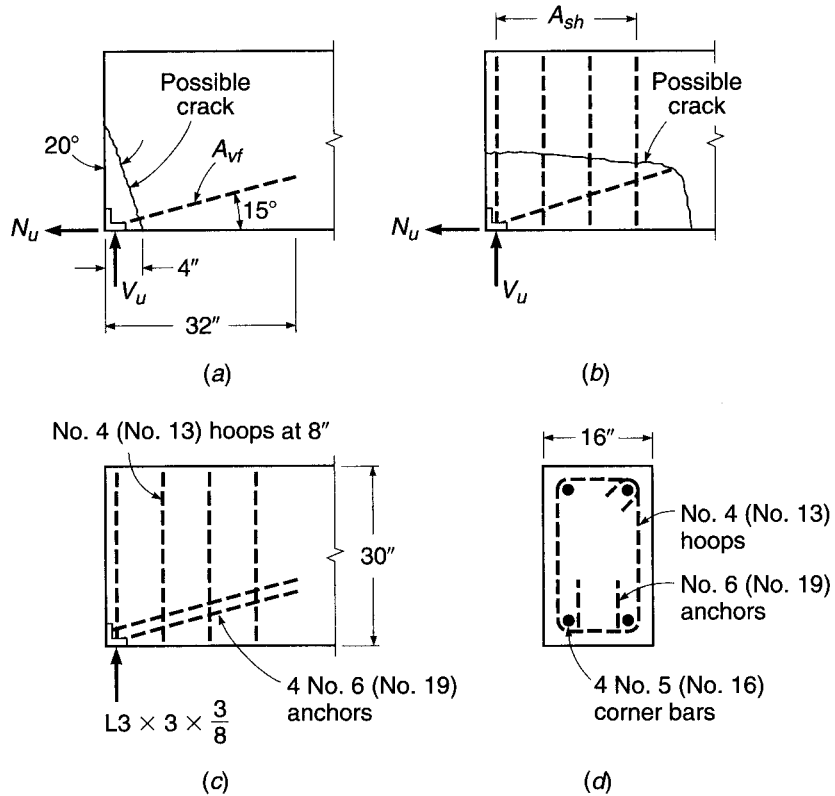 Possible
crack
20°
A_vf
15°
N_u
4″
V_u
32″
(a)
A_sh
Possible
crack
N_u
V_u
(b)
No. 4 (No. 13) hoops at 8″
30″
4 No. 6 (No. 19)
anchors
L3 × 3 × 3/8
(c)
16″
No. 4 (No. 13)
hoops
No. 6 (No. 19)
anchors
4 No. 5 (No. 16)
corner bars
(d)